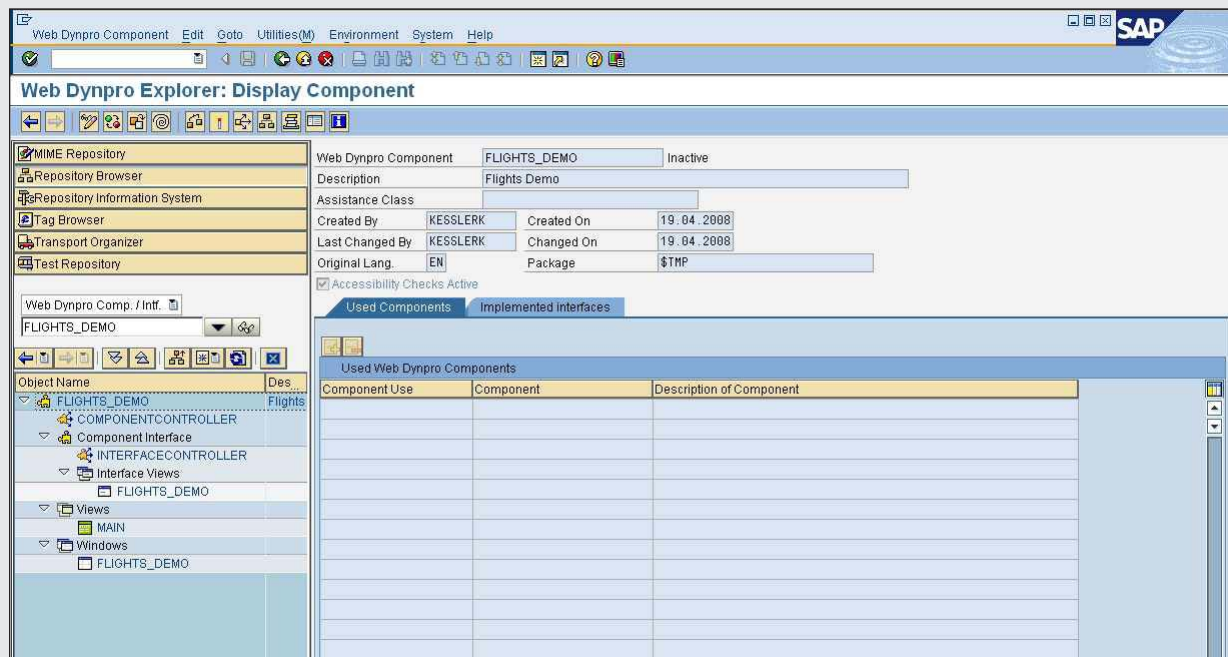 Web Dynpro Component Edit Goto Utilities(M) Environment System Help
SAP
Web Dynpro Explorer: Display Component
MIME Repository
Repository Browser
Repository Information System
Tag Browser
Transport Organizer
Test Repository
Web Dynpro Comp. / Intf.
FLIGHTS_DEMO
Object Name Des...
FLIGHTS_DEMO Flights
COMPONENTCONTROLLER
Component Interface
INTERFACECONTROLLER
Interface Views
FLIGHTS_DEMO
Views
MAIN
Windows
FLIGHTS_DEMO
Web Dynpro Component FLIGHTS_DEMO Inactive
Description Flights Demo
Assistance Class
Created By KESSLERK Created On 19.04.2008
Last Changed By KESSLERK Changed On 19.04.2008
Original Lang. EN Package $TMP
Accessibility Checks Active
Used Components Implemented interfaces
Used Web Dynpro Components
Component Use Component Description of Component